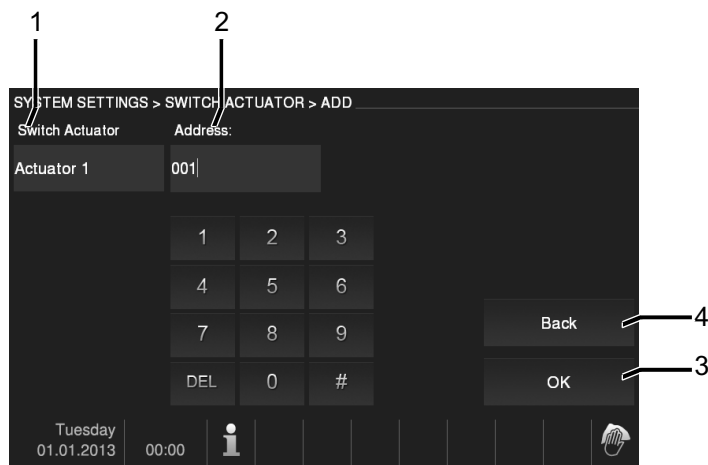 1 2
SYSTEM SETTINGS > SWITCH ACTUATOR > ADD
Switch Actuator Address:
Actuator 1 001
1 2 3
4 5 6
7 8 9
DEL 0 #
Back 4
OK 3
Tuesday
01.01.2013 00:00 i